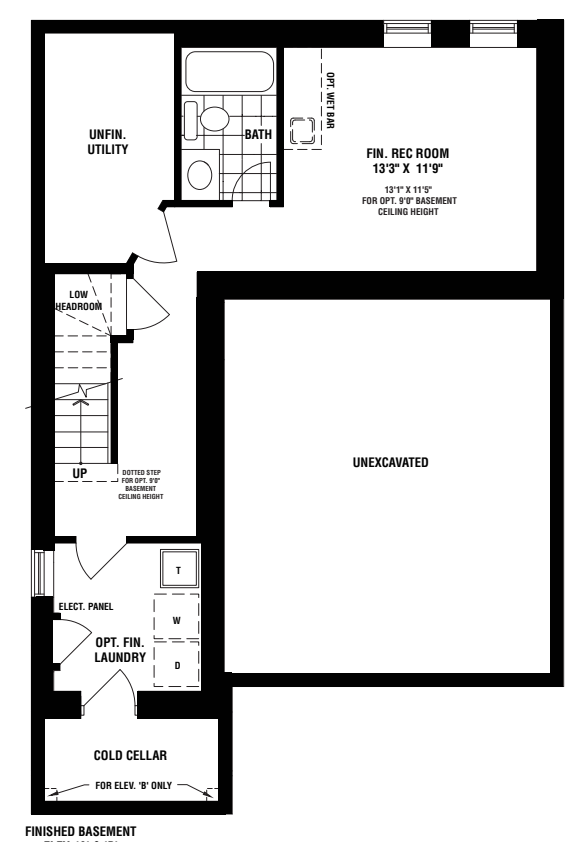 UNFIN.
UTILITY
BATH
OPT. WET BAR
FIN. REC ROOM
13'3" X 11'9"
13'1" X 11'5"
FOR OPT. 9'0" BASEMENT
CEILING HEIGHT
LOW
HEADROOM
UP
DOTTED STEP
FOR OPT. 9'0"
BASEMENT
CEILING HEIGHT
UNEXCAVATED
T
ELECT. PANEL
W
OPT. FIN.
LAUNDRY
D
COLD CELLAR
FOR ELEV. 'B' ONLY
FINISHED BASEMENT